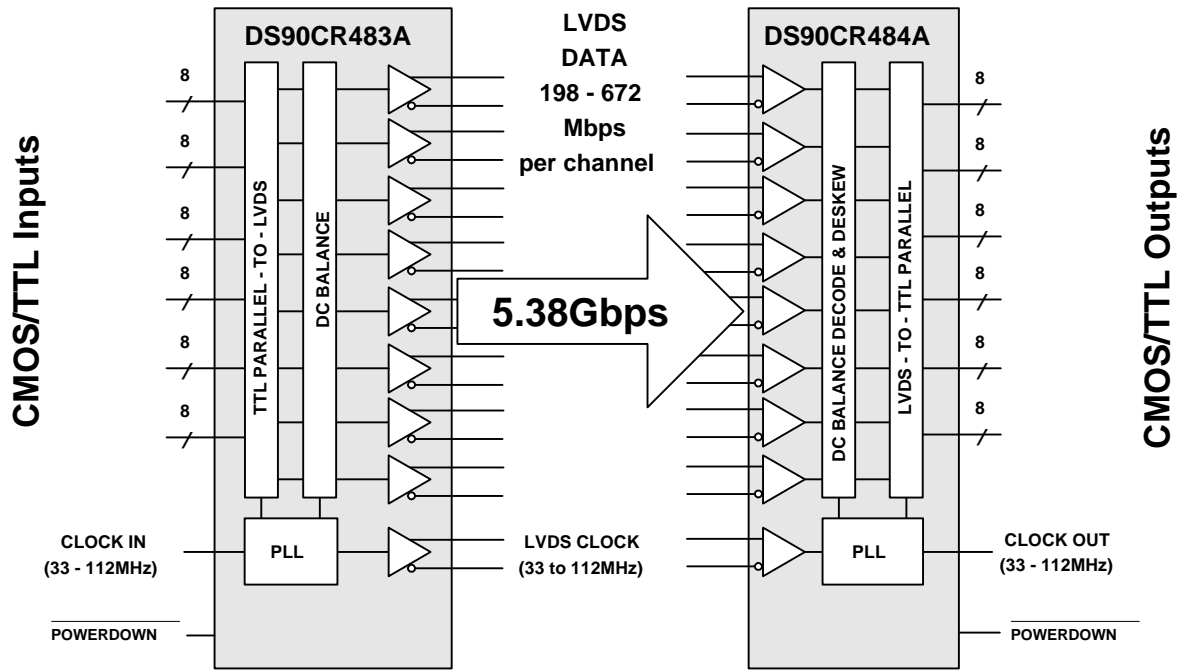 DS90CR483A
LVDS
DATA
198 - 672
Mbps
per channel
DS90CR484A
CMOS/TTL Inputs
8
8
8
8
8
8
TTL PARALLEL - TO - LVDS
DC BALANCE
5.38Gbps
DC BALANCE DECODE & DESKEW
LVDS - TO - TTL PARALLEL
8
8
8
8
8
8
CMOS/TTL Outputs
CLOCK IN
(33 - 112MHz)
PLL
LVDS CLOCK
(33 to 112MHz)
PLL
CLOCK OUT
(33 - 112MHz)
POWERDOWN
POWERDOWN